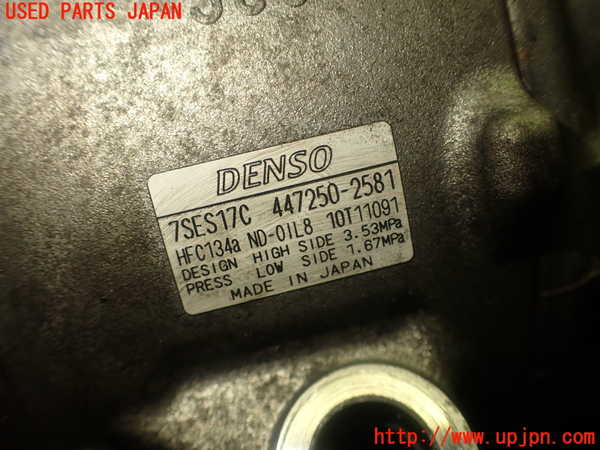 USED PARTS JAPAN
DENSO
7SES17C 447250-2581
HFC134a ND-OIL8 10T11091
DESIGN HIGH SIDE 3.53MPa
PRESS LOW SIDE 1.67MPa
MADE IN JAPAN
http://www.upjpn.com/